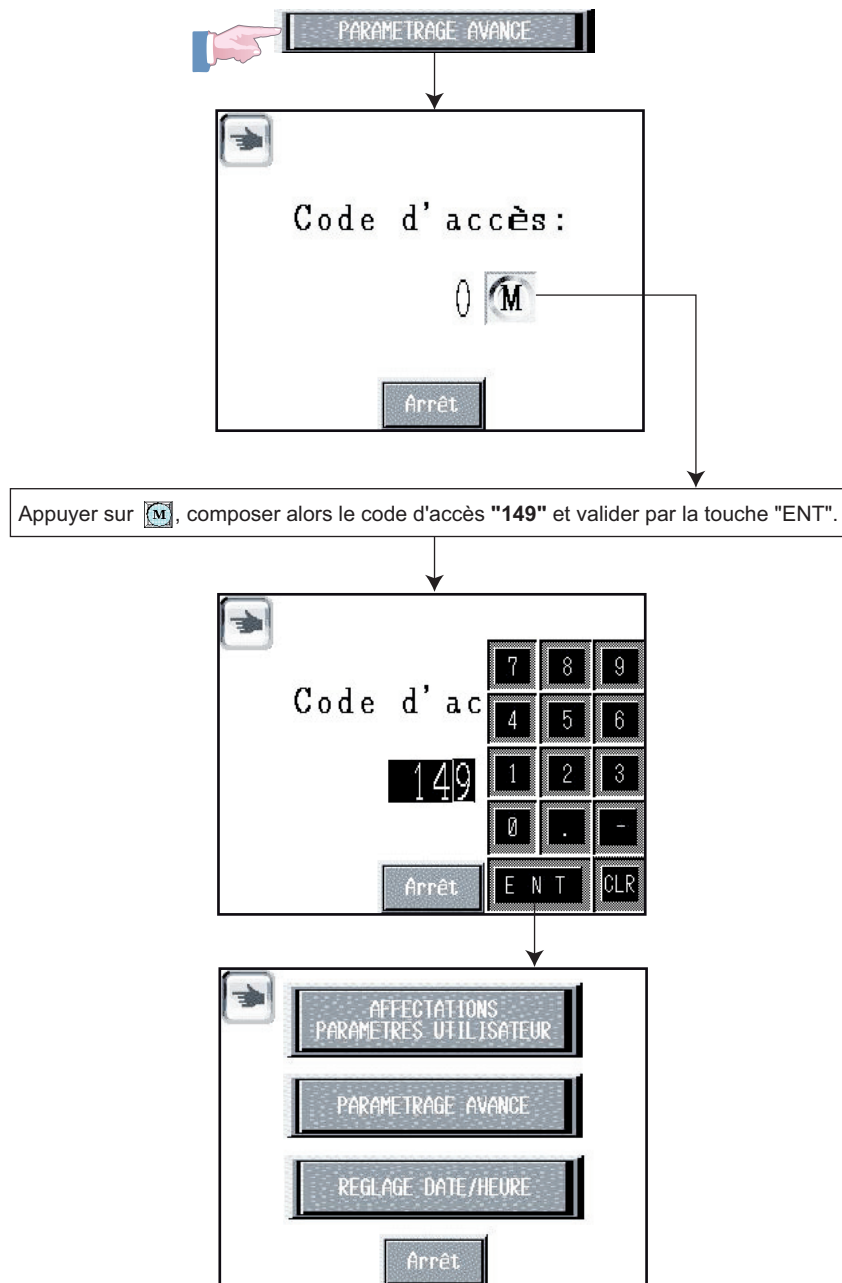 PARAMETRAGE AVANCE
Code d'accès:
0 M
Arrêt
Appuyer sur M, composer alors le code d'accès "149" et valider par la touche "ENT".
7 8 9
Code d'ac
4 5 6
149
1 2 3
0 . -
Arrêt
ENT CLR
AFFECTATIONS
PARAMETRES UTILISATEUR
PARAMETRAGE AVANCE
REGLAGE DATE/HEURE
Arrêt